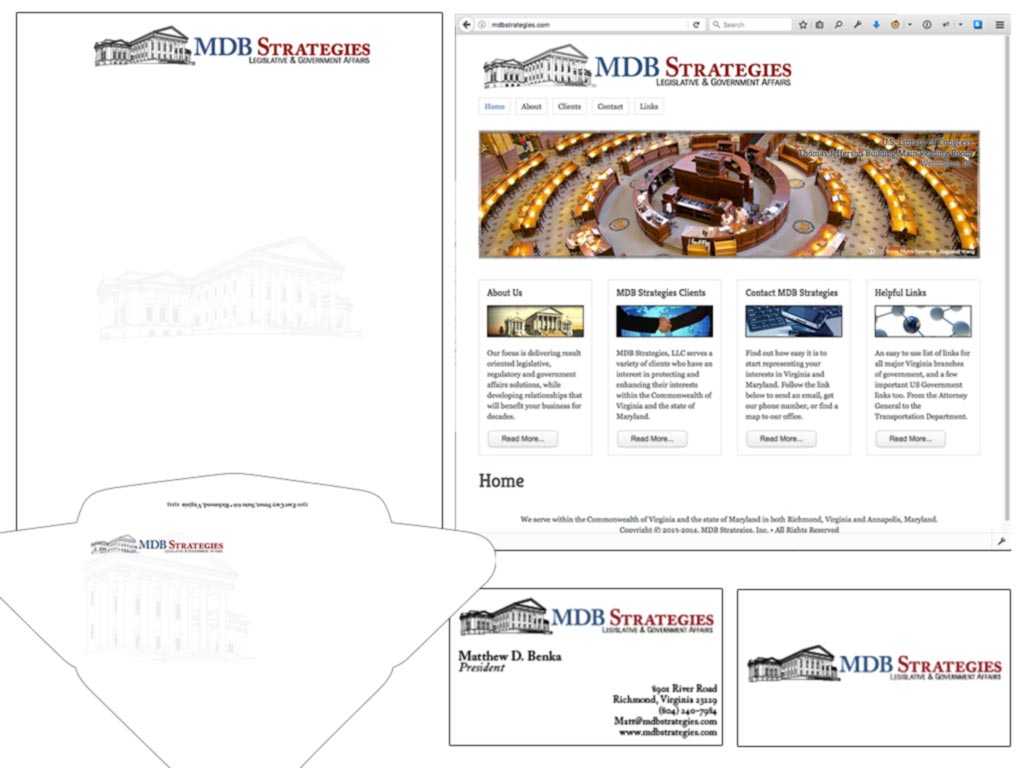 MDB STRATEGIES
LEGISLATIVE & GOVERNMENT AFFAIRS
mdbstrategies.com
Search
MDB STRATEGIES
LEGISLATIVE & GOVERNMENT AFFAIRS
Home
About
Clients
Contact
Links
U.S. Library of Congress
Thomas Jefferson Building Main Reading Room
Washington, DC
About Us
Our focus is delivering result
oriented legislative,
regulatory and government
affairs solutions, while
developing relationships that
will benefit your business for
decades.
Read More...
MDB Strategies Clients
MDB Strategies, LLC serves a
variety of clients who have an
interest in protecting and
enhancing their interests
within the Commonwealth of
Virginia and the state of
Maryland.
Read More...
Contact MDB Strategies
Find out how easy it is to
start representing your
interests in Virginia and
Maryland. Follow the link
below to send an email, get
our phone number, or find a
map to our office.
Read More...
Helpful Links
An easy to use list of links for
all major Virginia branches
of government, and a few
important US Government
links too. From the Attorney
General to the
Transportation Department.
Read More...
Home
We serve within the Commonwealth of Virginia and the state of Maryland in both Richmond, Virginia and Annapolis, Maryland.
Copyright © 2013-2014. MDB Strategies, Inc. • All Rights Reserved
MDB STRATEGIES
LEGISLATIVE & GOVERNMENT AFFAIRS
MDB STRATEGIES
LEGISLATIVE & GOVERNMENT AFFAIRS
Matthew D. Benka
President
8901 River Road
Richmond, Virginia 23229
(804) 240-7984
Matt@mdbstrategies.com
www.mdbstrategies.com
MDB STRATEGIES
LEGISLATIVE & GOVERNMENT AFFAIRS